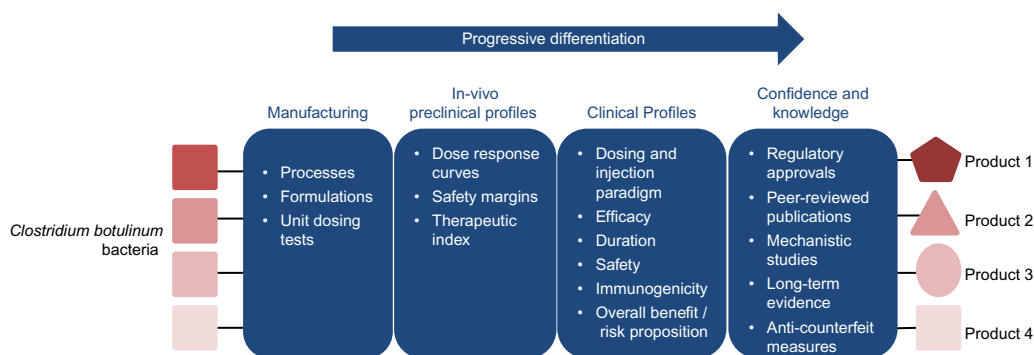 Progressive differentiation
Manufacturing
In-vivo
preclinical profiles
Clinical Profiles
Confidence and
knowledge
Clostridium botulinum
bacteria
• Processes
• Formulations
• Unit dosing
tests
• Dose response
curves
• Safety margins
• Therapeutic
index
• Dosing and
injection
paradigm
• Efficacy
• Duration
• Safety
• Immunogenicity
• Overall benefit /
risk proposition
• Regulatory
approvals
• Peer-reviewed
publications
• Mechanistic
studies
• Long-term
evidence
• Anti-counterfeit
measures
Product 1
Product 2
Product 3
Product 4